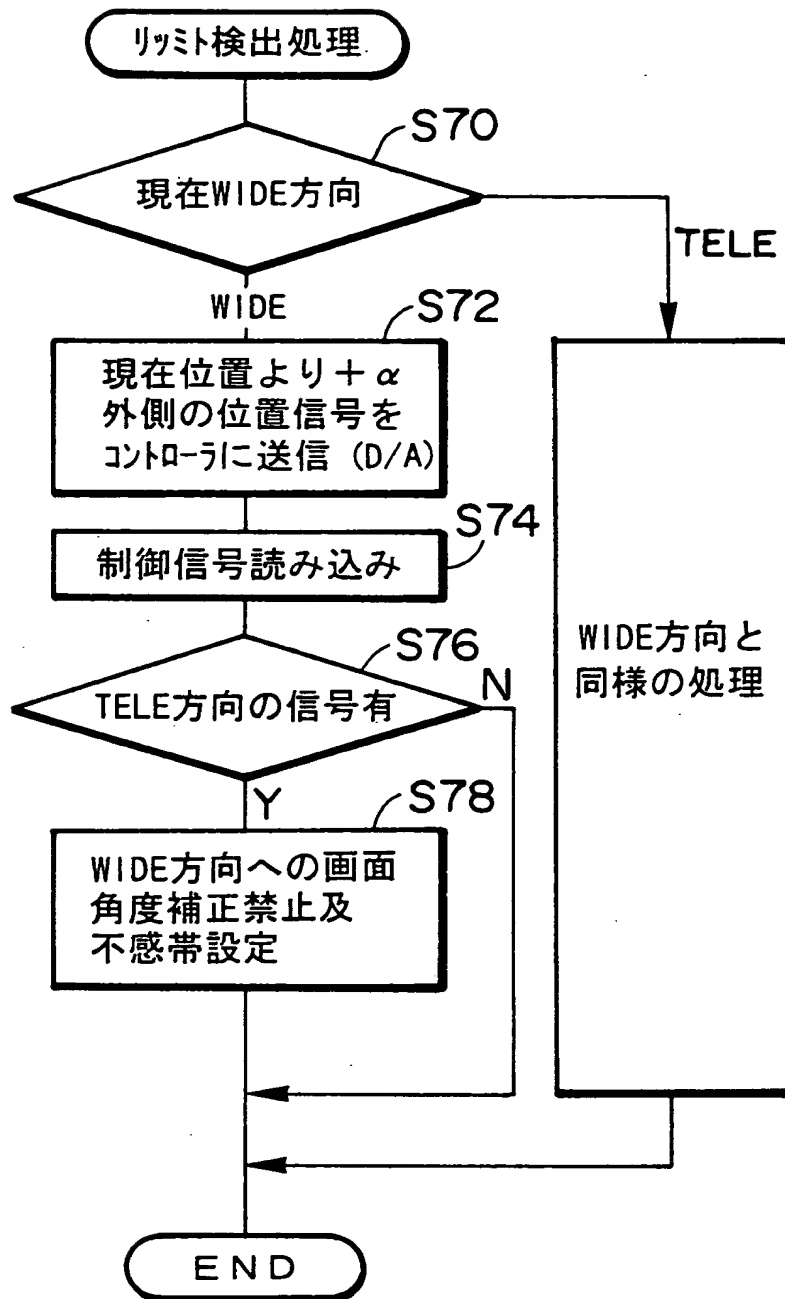 リッミト検出処理
S70
現在WIDE方向
TELE
WIDE
S72
現在位置より+α
外側の位置信号を
コントローラに送信 (D/A)
S74
制御信号読み込み
S76
TELE方向の信号有
N
Y
S78
WIDE方向への画面
角度補正禁止及
不感帯設定
WIDE方向と
同様の処理
END